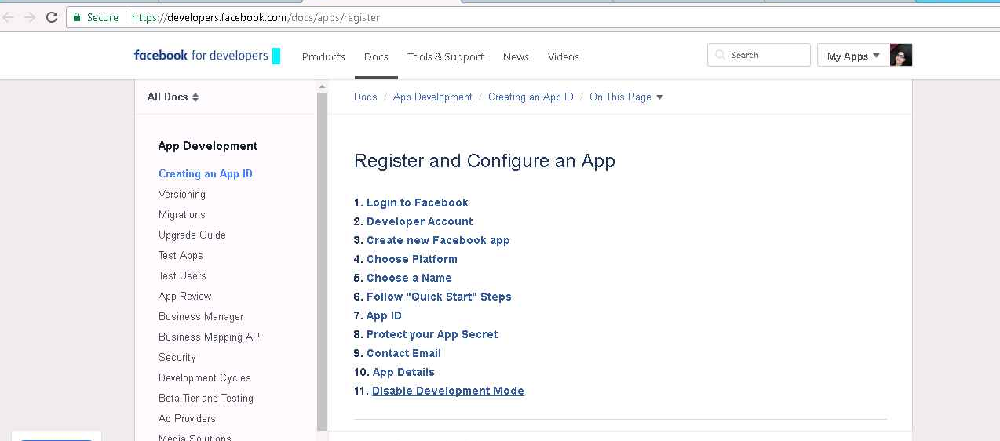 Secure https://developers.facebook.com/docs/apps/register
facebook for developers Products Docs Tools & Support News Videos Search My Apps
All Docs
Docs / App Development / Creating an App ID / On This Page
App Development
Creating an App ID
Versioning
Migrations
Upgrade Guide
Test Apps
Test Users
App Review
Business Manager
Business Mapping API
Security
Development Cycles
Beta Tier and Testing
Ad Providers
Media Solutions
Register and Configure an App
1. Login to Facebook
2. Developer Account
3. Create new Facebook app
4. Choose Platform
5. Choose a Name
6. Follow "Quick Start" Steps
7. App ID
8. Protect your App Secret
9. Contact Email
10. App Details
11. Disable Development Mode